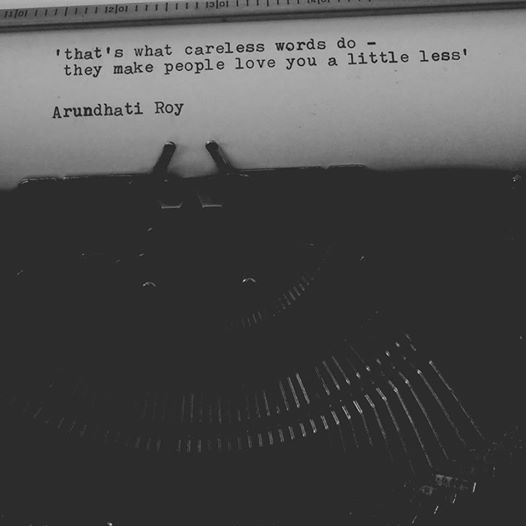 'that's what careless words do -
they make people love you a little less'
Arundhati Roy